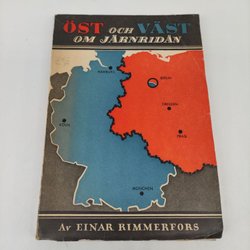 ÖST OCH VÄST
OM JÄRNRIDÅN
HAMBURG
BERLIN
DRESDEN
KÖLN
PRAG
MÜNCHEN
Av EINAR RIMMERFORS